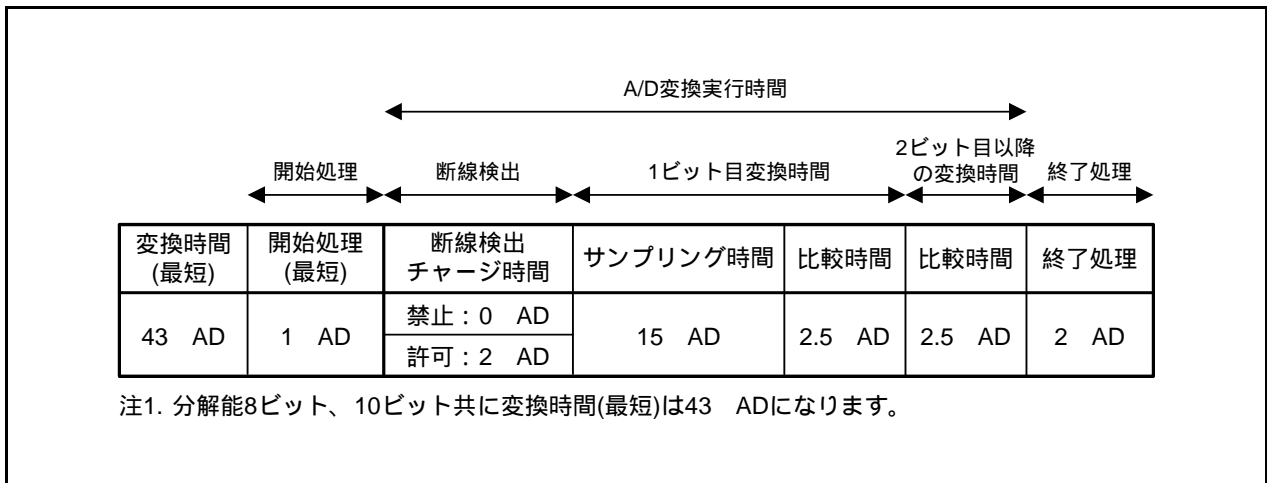 A/D変換実行時間
開始処理
断線検出
1ビット目変換時間
2ビット目以降
の変換時間
終了処理
変換時間
(最短)
開始処理
(最短)
断線検出
チャージ時間
サンプリング時間
比較時間
比較時間
終了処理
43 AD
1 AD
禁止:0 AD
許可:2 AD
15 AD
2.5 AD
2.5 AD
2 AD
注1. 分解能8ビット、10ビット共に変換時間(最短)は43 ADになります。